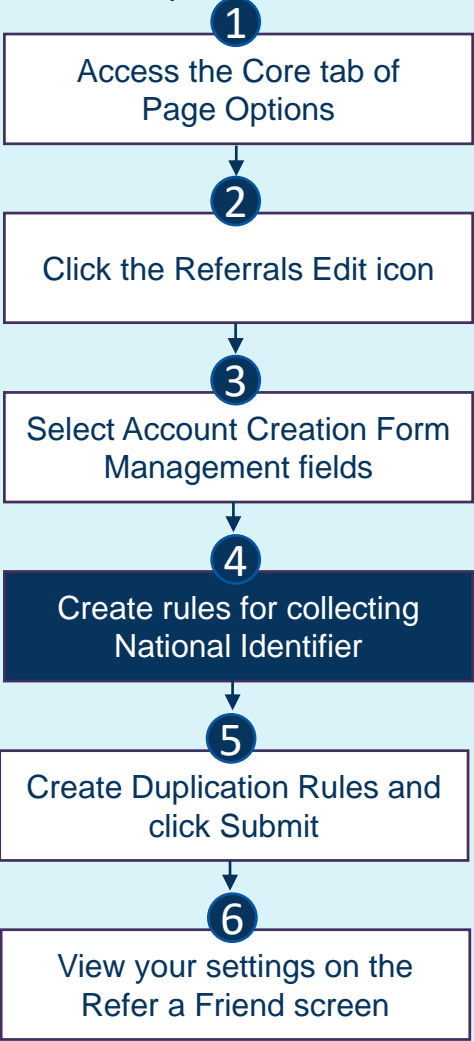 1
Access the Core tab of
Page Options
2
Click the Referrals Edit icon
3
Select Account Creation Form
Management fields
4
Create rules for collecting
National Identifier
5
Create Duplication Rules and
click Submit
6
View your settings on the
Refer a Friend screen